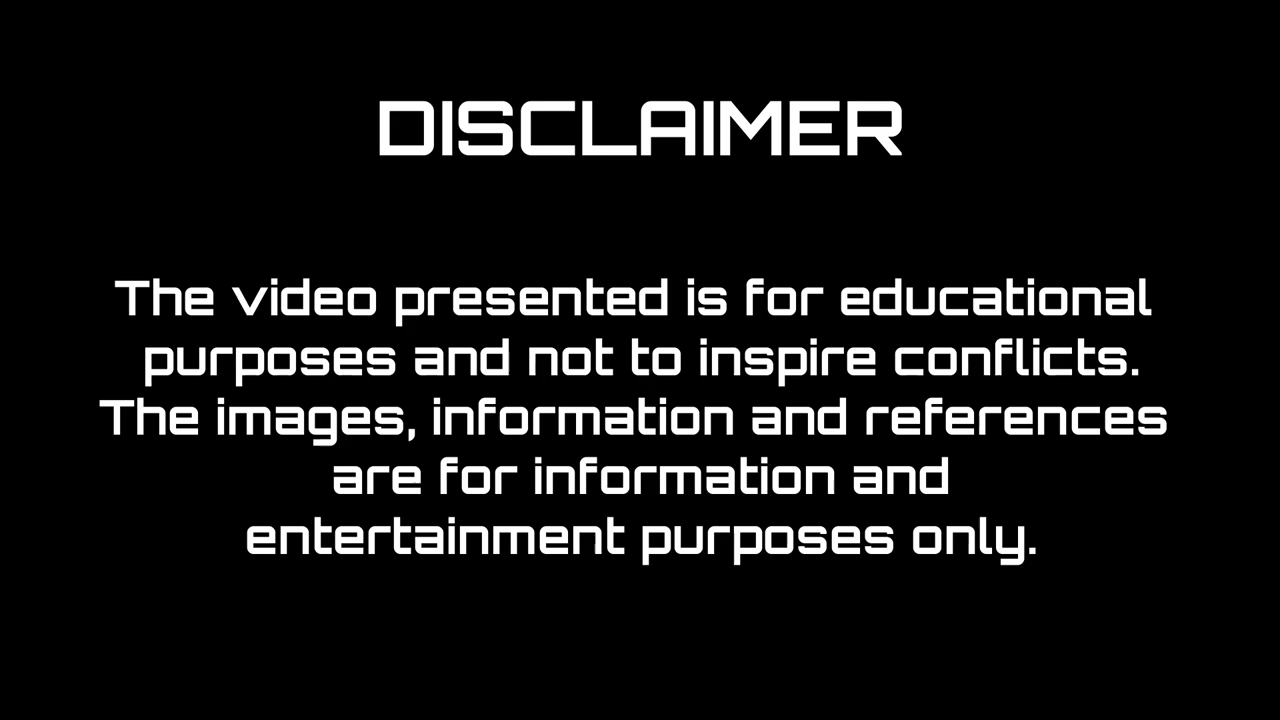 DISCLAIMER
The video presented is for educational
purposes and not to inspire conflicts.
The images, information and references
are for information and
entertainment purposes only.